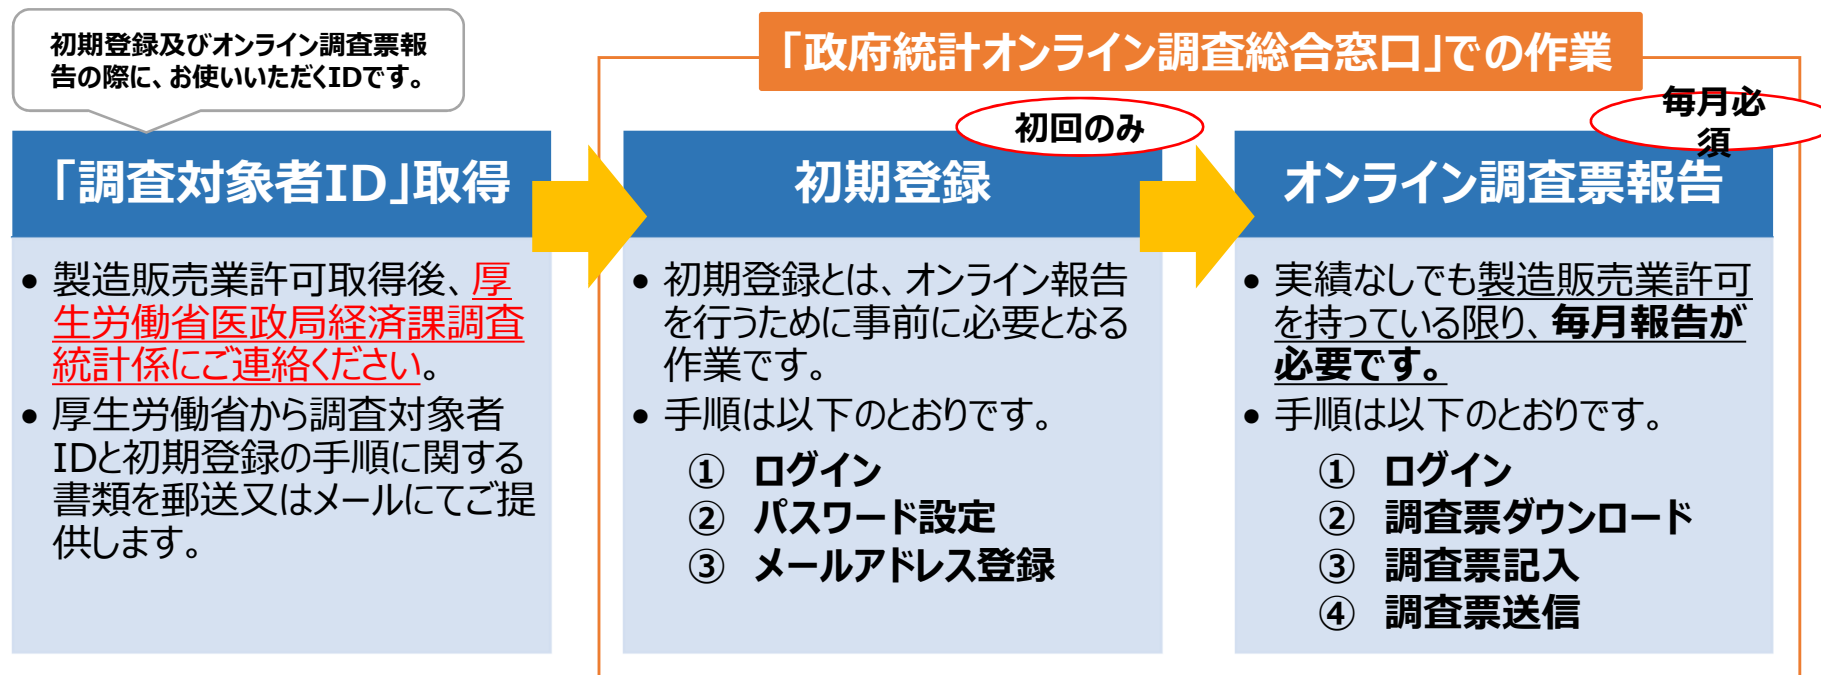 初期登録及びオンライン調査票報
告の際に、お使いいただくIDです。
「政府統計オンライン調査総合窓口」での作業
「調査対象者ID」取得
• 製造販売業許可取得後、厚
生労働省医政局経済課調査
統計係にご連絡ください。
• 厚生労働省から調査対象者
IDと初期登録の手順に関する
書類を郵送又はメールにてご提
供します。
初回のみ
初期登録
• 初期登録とは、オンライン報告
を行うために事前に必要となる
作業です。
• 手順は以下のとおりです。
① ログイン
② パスワード設定
③ メールアドレス登録
毎月必
須
オンライン調査票報告
• 実績なしでも製造販売業許可
を持っている限り、毎月報告が
必要です。
• 手順は以下のとおりです。
① ログイン
② 調査票ダウンロード
③ 調査票記入
④ 調査票送信